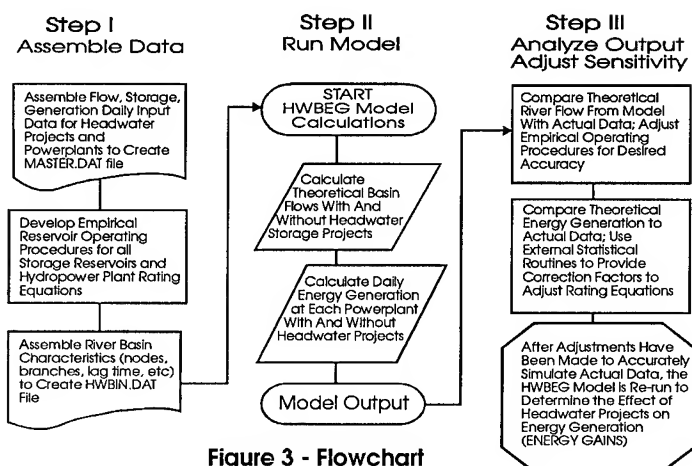 Step I
Assemble Data
Assemble Flow, Storage,
Generation Daily Input
Data for Headwater
Projects and
Powerplants to Create
MASTER.DAT file
Develop Empirical
Reservoir Operating
Procedures for all
Storage Reservoirs and
Hydropower Plant Rating
Equations
Assemble River Basin
Characteristics (nodes,
branches, lag time, etc)
to Create HWBIN.DAT
File
Step II
Run Model
START
HWBEG Model
Calculations
Calculate
Theoretical Basin
Flows With And
Without Headwater
Storage Projects
Calculate Daily
Energy Generation
at Each Powerplant
With And Without
Headwater Projects
Model Output
Step III
Analyze Output
Adjust Sensitivity
Compare Theoretical
River Flow From Model
With Actual Data; Adjust
Empirical Operating
Procedures for Desired
Accuracy
Compare Theoretical
Energy Generation to
Actual Data; Use
External Statistical
Routines to Provide
Correction Factors to
Adjust Rating Equations
After Adjustments Have
Been Made to Accurately
Simulate Actual Data, the
HWBEG Model is Re-run to
Determine the Effect of
Headwater Projects on
Energy Generation
(ENERGY GAINS)
Figure 3 - Flowchart